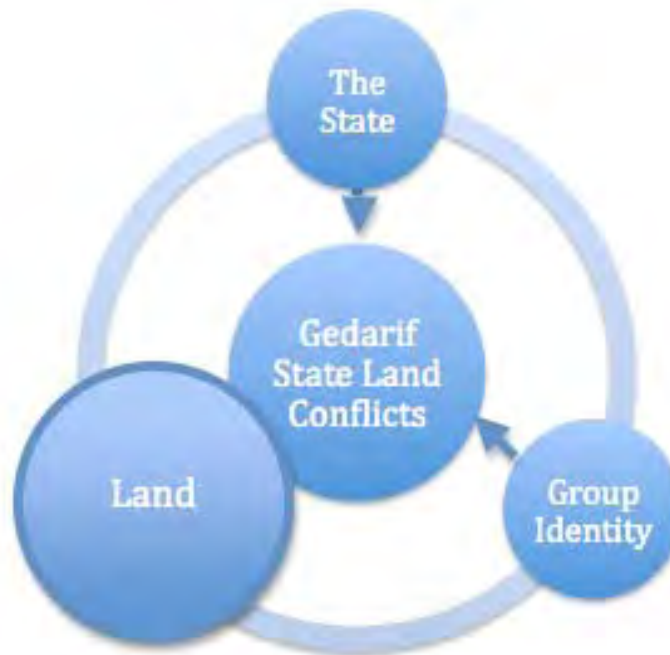 The
State
Gedarif
State Land
Conflicts
Land
Group
Identity